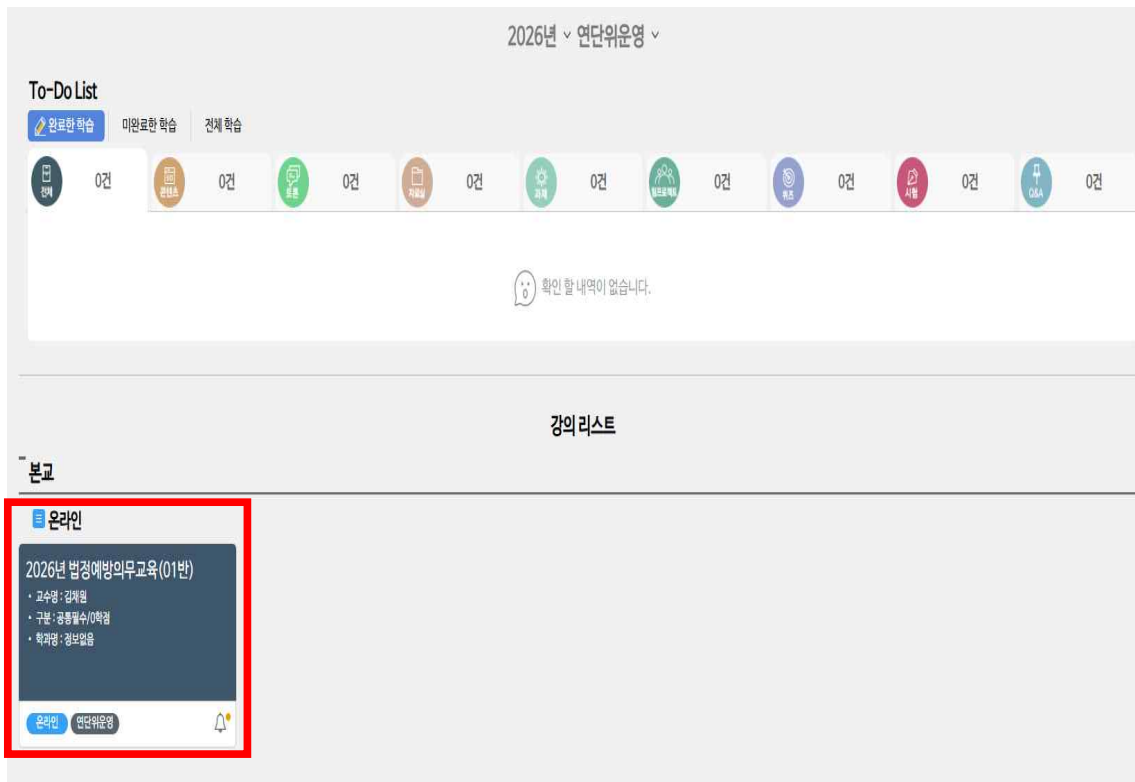 2026년 연단위운영
To-Do List
완료한 학습 미완료한 학습 전체 학습
전체 0건 콘텐츠 0건 토론 0건 자료실 0건 과제 0건 팀프로젝트 0건 퀴즈 0건 시험 0건 Q&A 0건
확인 할 내역이 없습니다.
강의 리스트
본교
온라인
2026년 법정예방의무교육(01반)
• 교수명 : 김채원
• 구분 : 공통필수/0학점
• 학과명 : 정보없음
온라인 연단위운영